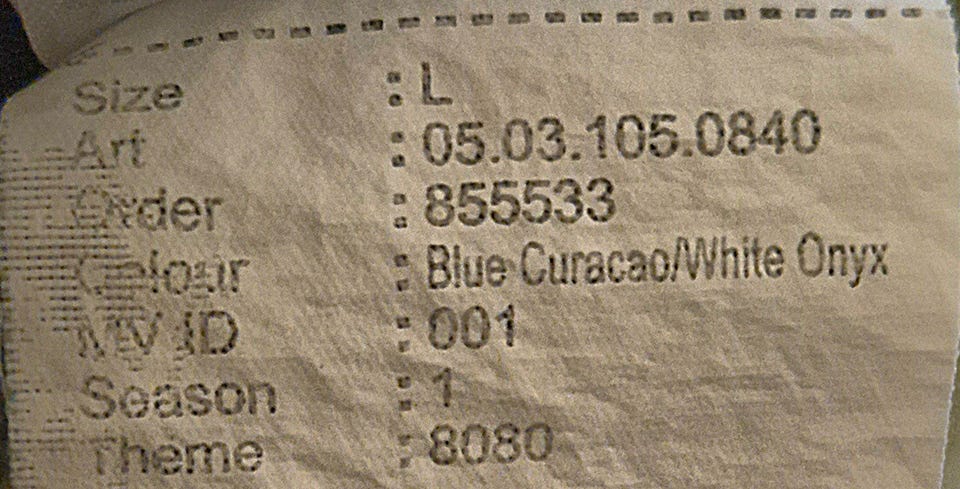 Size : L
Art : 05.03.105.0840
Order : 855533
Colour : Blue Curacao/White Onyx
MV ID : 001
Season : 1
Theme : 8080